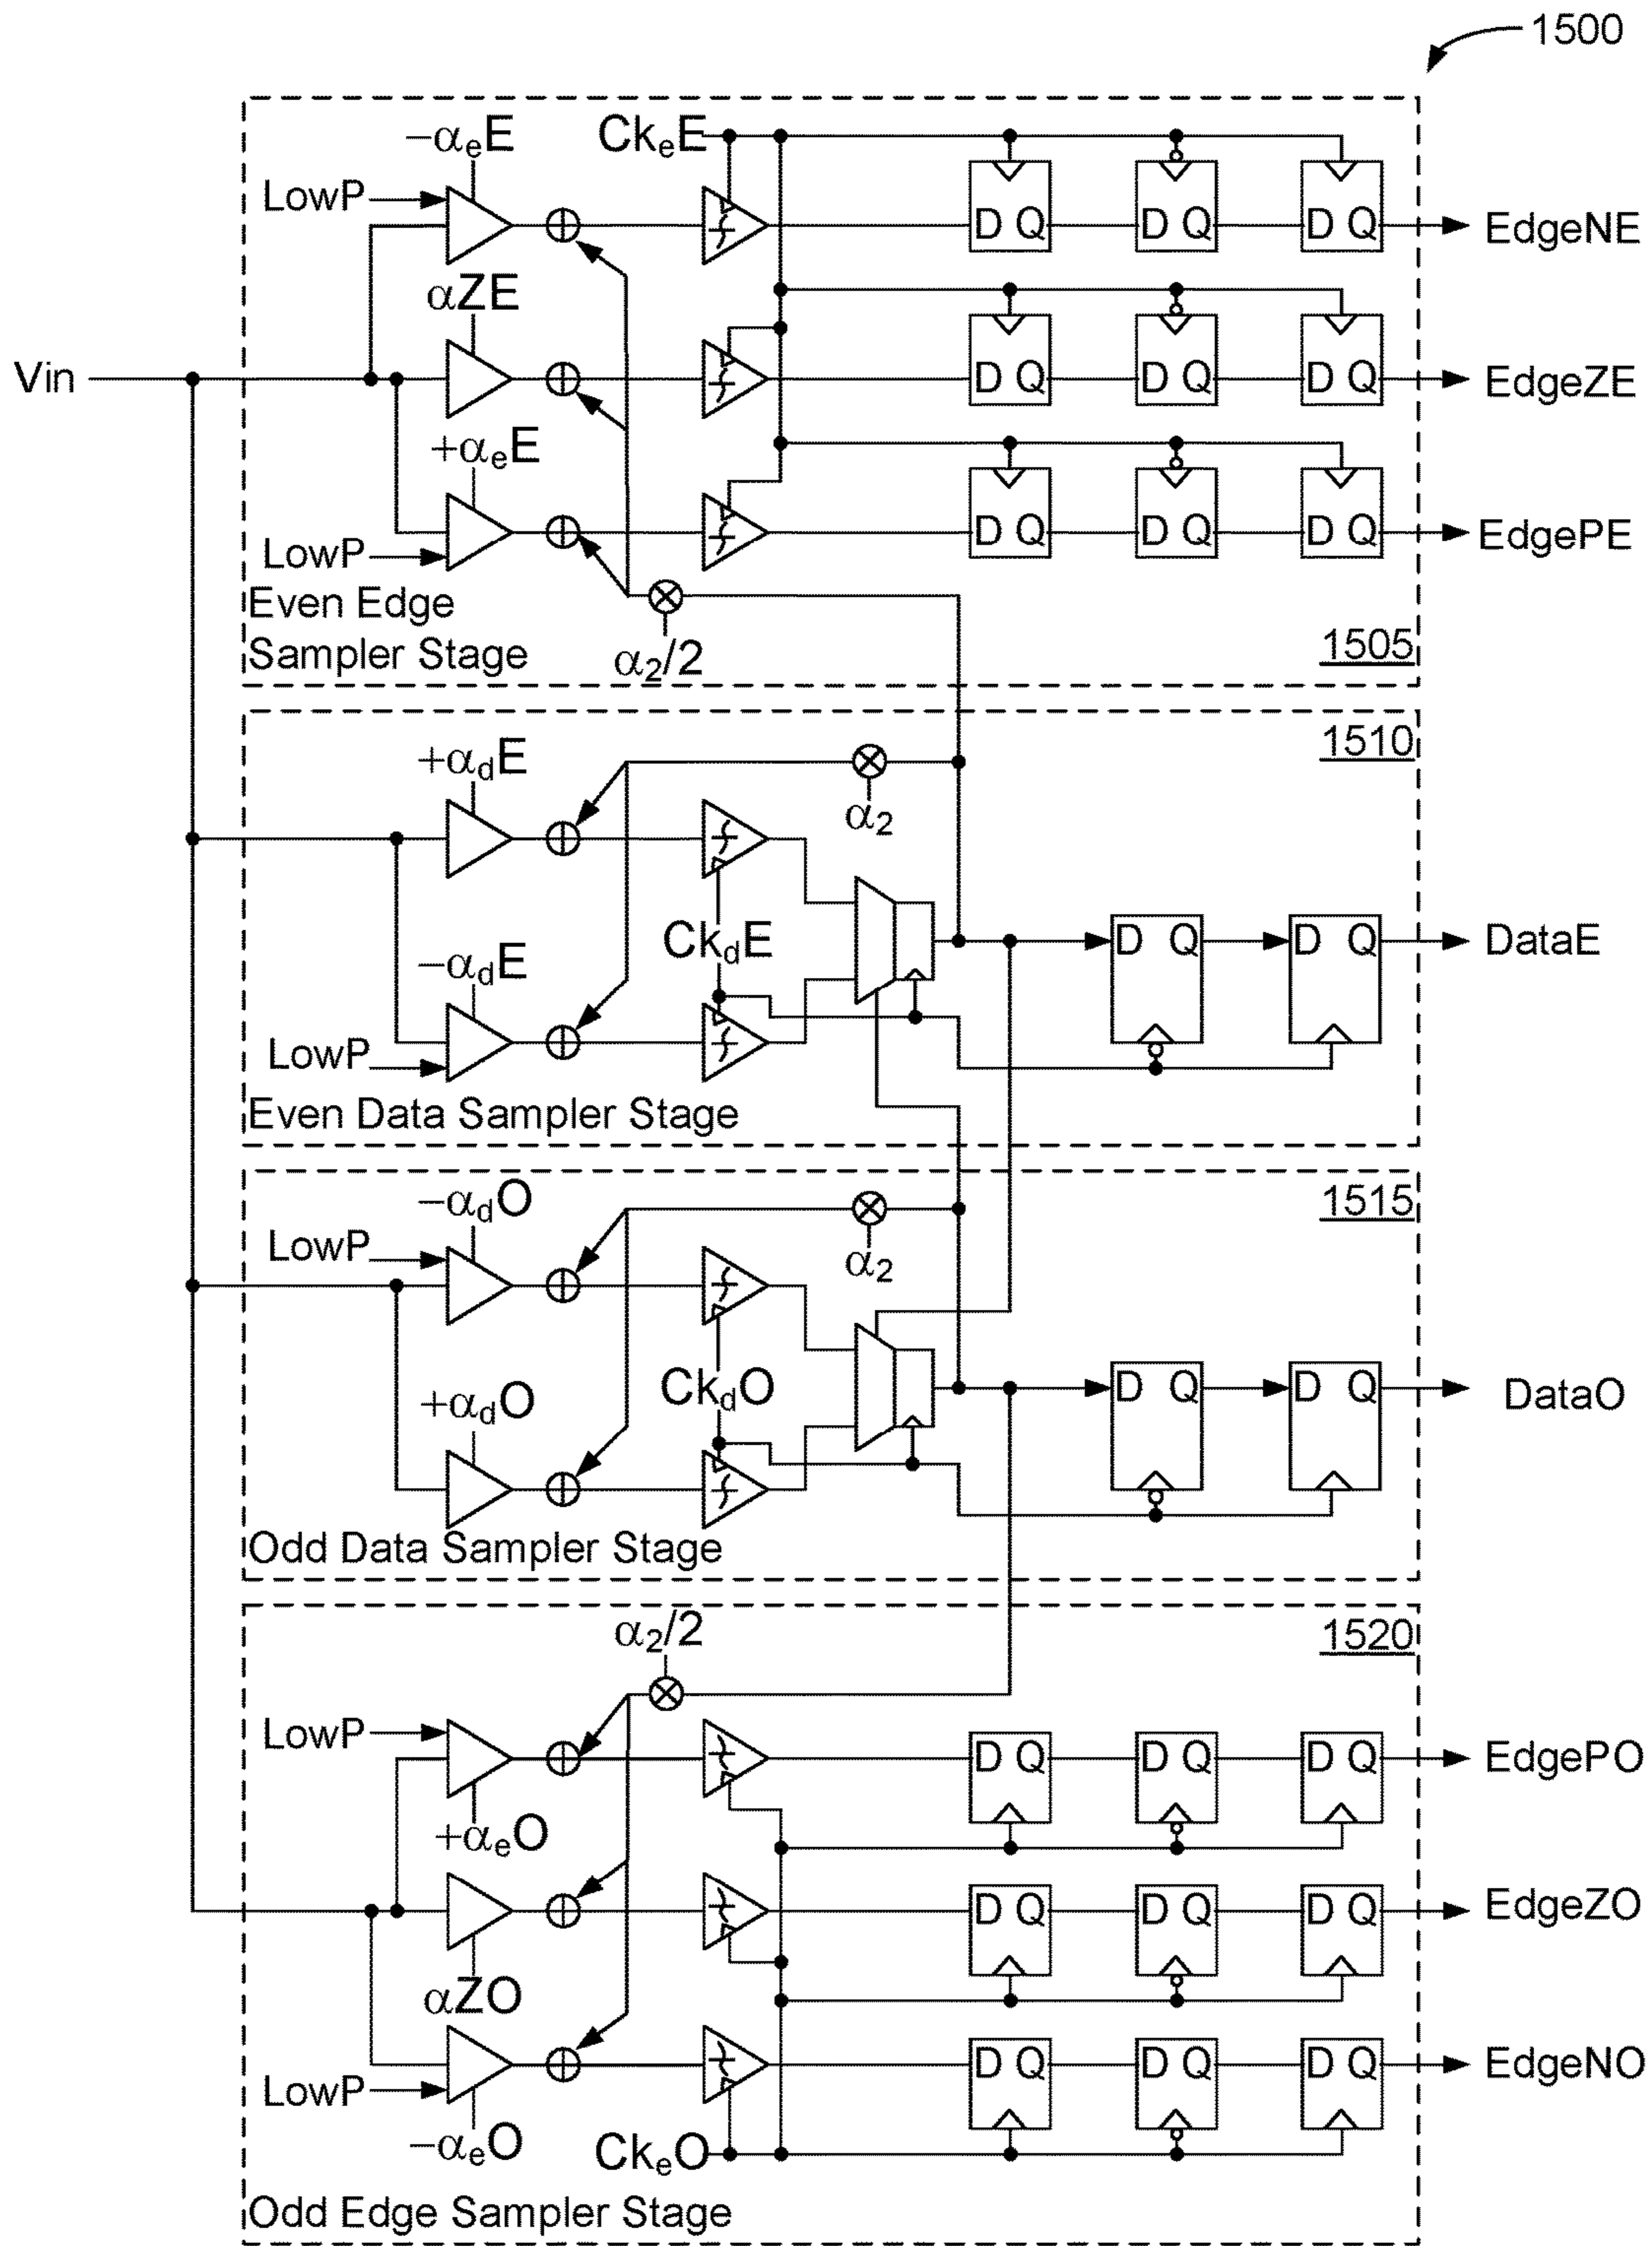 1500
−αeE
CkeE
LowP
D Q D Q D Q
EdgeNE
αZE
Vin
D Q D Q D Q
EdgeZE
+αeE
D Q D Q D Q
EdgePE
LowP
Even Edge
Sampler Stage
α2/2
1505
1510
+αdE
α2
CkdE
D Q D Q
DataE
−αdE
LowP
Even Data Sampler Stage
1515
−αdO
LowP
α2
CkdO
D Q D Q
DataO
+αdO
Odd Data Sampler Stage
α2/2
1520
LowP
D Q D Q D Q
EdgePO
+αeO
D Q D Q D Q
EdgeZO
αZO
D Q D Q D Q
EdgeNO
LowP
−αeO
CkeO
Odd Edge Sampler Stage